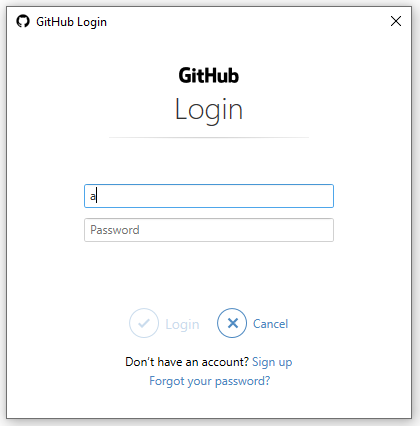 GitHub Login
GitHub
Login
a
Password
Login Cancel
Don't have an account? Sign up
Forgot your password?